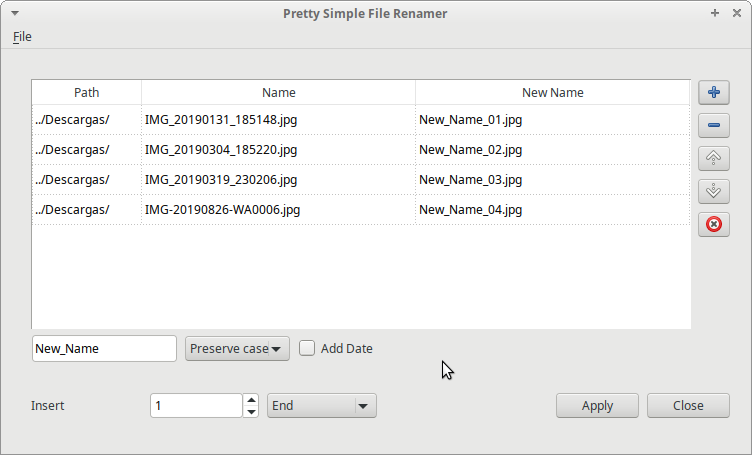 Pretty Simple File Renamer
File
Path Name New Name
../Descargas/ IMG_20190131_185148.jpg New_Name_01.jpg
../Descargas/ IMG_20190304_185220.jpg New_Name_02.jpg
../Descargas/ IMG_20190319_230206.jpg New_Name_03.jpg
../Descargas/ IMG-20190826-WA0006.jpg New_Name_04.jpg
New_Name Preserve case Add Date
Insert 1 End Apply Close